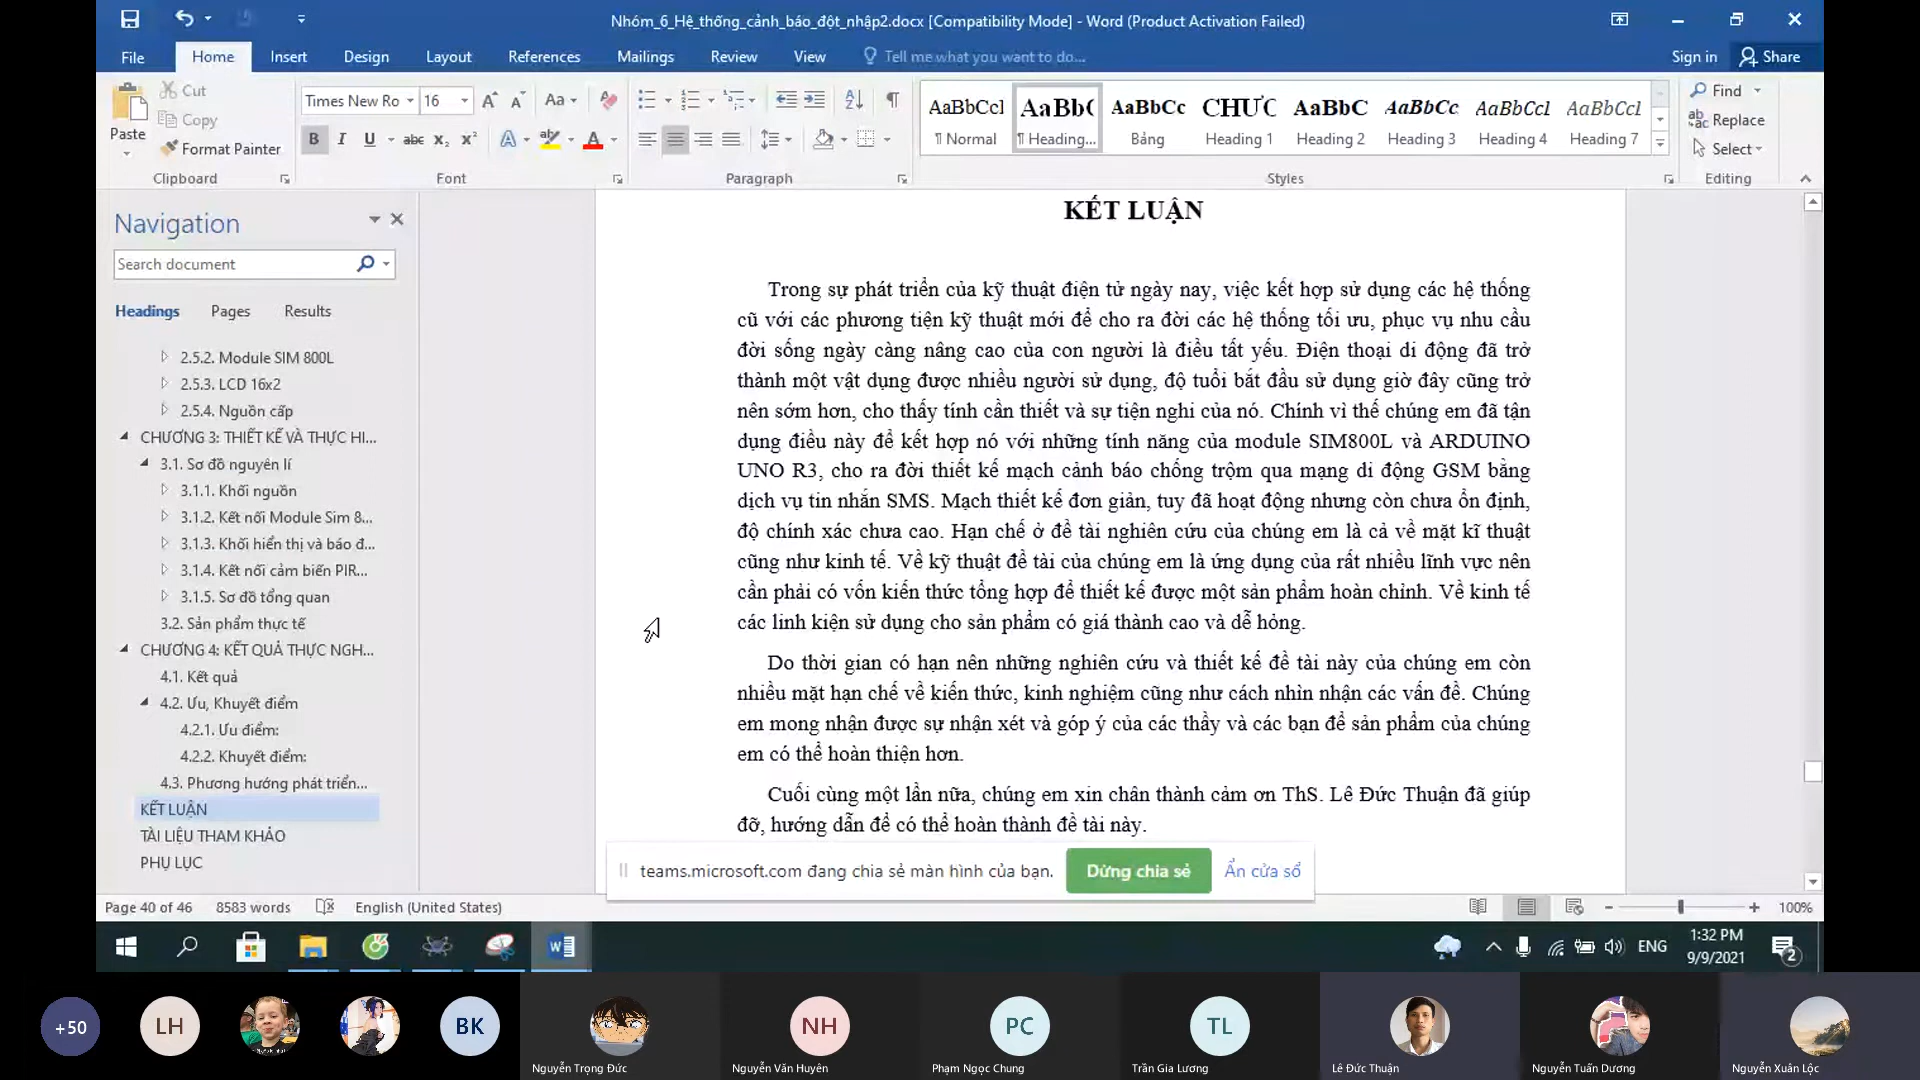 Nhóm_6_Hệ_thống_cảnh_báo_đột_nhập2.docx [Compatibility Mode] - Word (Product Activation Failed)
File Home Insert Design Layout References Mailings Review View Tell me what you want to do... Sign in Share
Paste
Cut
Copy
Format Painter
Clipboard
Times New Ro 16
Font
Paragraph
AaBbCcI AaBb( AaBbCc CHƯC AaBbC AaBbCc AaBbCcI AaBbCcI
¶ Normal ¶ Heading... Bảng Heading 1 Heading 2 Heading 3 Heading 4 Heading 7
Styles
Find
Replace
Select
Editing
Navigation
Search document
Headings Pages Results
2.5.2. Module SIM 800L
2.5.3. LCD 16x2
2.5.4. Nguồn cấp
CHƯƠNG 3: THIẾT KẾ VÀ THỰC HI...
3.1. Sơ đồ nguyên lí
3.1.1. Khối nguồn
3.1.2. Kết nối Module Sim 8...
3.1.3. Khối hiển thị và báo đ...
3.1.4. Kết nối cảm biến PIR...
3.1.5. Sơ đồ tổng quan
3.2. Sản phẩm thực tế
CHƯƠNG 4: KẾT QUẢ THỰC NGH...
4.1. Kết quả
4.2. Ưu, Khuyết điểm
4.2.1. Ưu điểm:
4.2.2. Khuyết điểm:
4.3. Phương hướng phát triển...
KẾT LUẬN
TÀI LIỆU THAM KHẢO
PHỤ LỤC
KẾT LUẬN
Trong sự phát triển của kỹ thuật điện tử ngày nay, việc kết hợp sử dụng các hệ thống
cũ với các phương tiện kỹ thuật mới để cho ra đời các hệ thống tối ưu, phục vụ nhu cầu
đời sống ngày càng nâng cao của con người là điều tất yếu. Điện thoại di động đã trở
thành một vật dụng được nhiều người sử dụng, độ tuổi bắt đầu sử dụng giờ đây cũng trở
nên sớm hơn, cho thấy tính cần thiết và sự tiện nghi của nó. Chính vì thế chúng em đã tận
dụng điều này để kết hợp nó với những tính năng của module SIM800L và ARDUINO
UNO R3, cho ra đời thiết kế mạch cảnh báo chống trộm qua mạng di động GSM bằng
dịch vụ tin nhắn SMS. Mạch thiết kế đơn giản, tuy đã hoạt động nhưng còn chưa ổn định,
độ chính xác chưa cao. Hạn chế ở đề tài nghiên cứu của chúng em là cả về mặt kĩ thuật
cũng như kinh tế. Về kỹ thuật đề tài của chúng em là ứng dụng của rất nhiều lĩnh vực nên
cần phải có vốn kiến thức tổng hợp để thiết kế được một sản phẩm hoàn chỉnh. Về kinh tế
các linh kiện sử dụng cho sản phẩm có giá thành cao và dễ hỏng.
Do thời gian có hạn nên những nghiên cứu và thiết kế đề tài này của chúng em còn
nhiều mặt hạn chế về kiến thức, kinh nghiệm cũng như cách nhìn nhận các vấn đề. Chúng
em mong nhận được sự nhận xét và góp ý của các thầy và các bạn để sản phẩm của chúng
em có thể hoàn thiện hơn.
Cuối cùng một lần nữa, chúng em xin chân thành cảm ơn ThS. Lê Đức Thuận đã giúp
đỡ, hướng dẫn để có thể hoàn thành đề tài này.
teams.microsoft.com đang chia sẻ màn hình của bạn. Dừng chia sẻ Ẩn cửa sổ
Page 40 of 46 8583 words English (United States) 100%
ENG
1:32 PM
9/9/2021
2
+50 LH BK NH PC TL
Nguyễn Trọng Đức Nguyễn Văn Huyên Phạm Ngọc Chung Trần Gia Lương Lê Đức Thuận Nguyễn Tuấn Dương Nguyễn Xuân Lộc